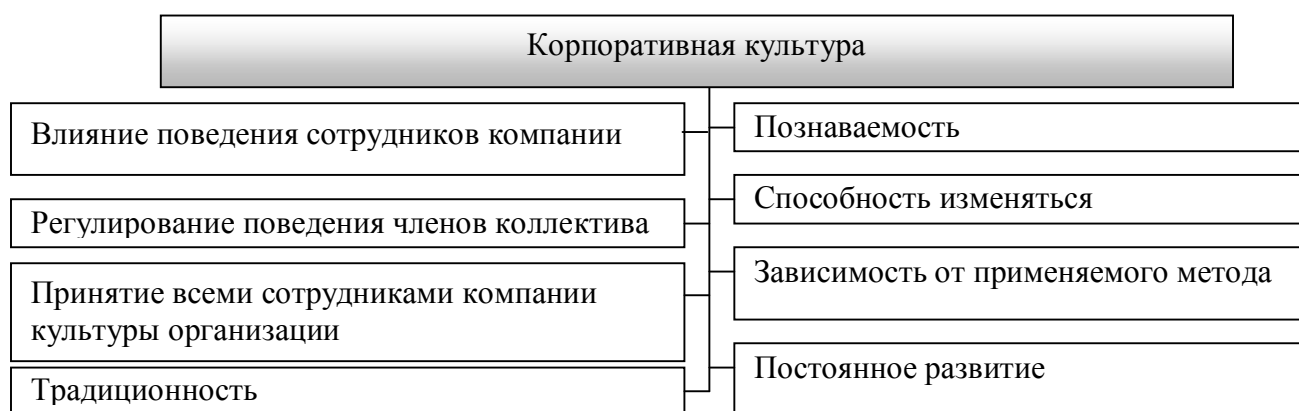 Корпоративная культура
Влияние поведения сотрудников компании
Регулирование поведения членов коллектива
Принятие всеми сотрудниками компании
культуры организации
Традиционность
Познаваемость
Способность изменяться
Зависимость от применяемого метода
Постоянное развитие